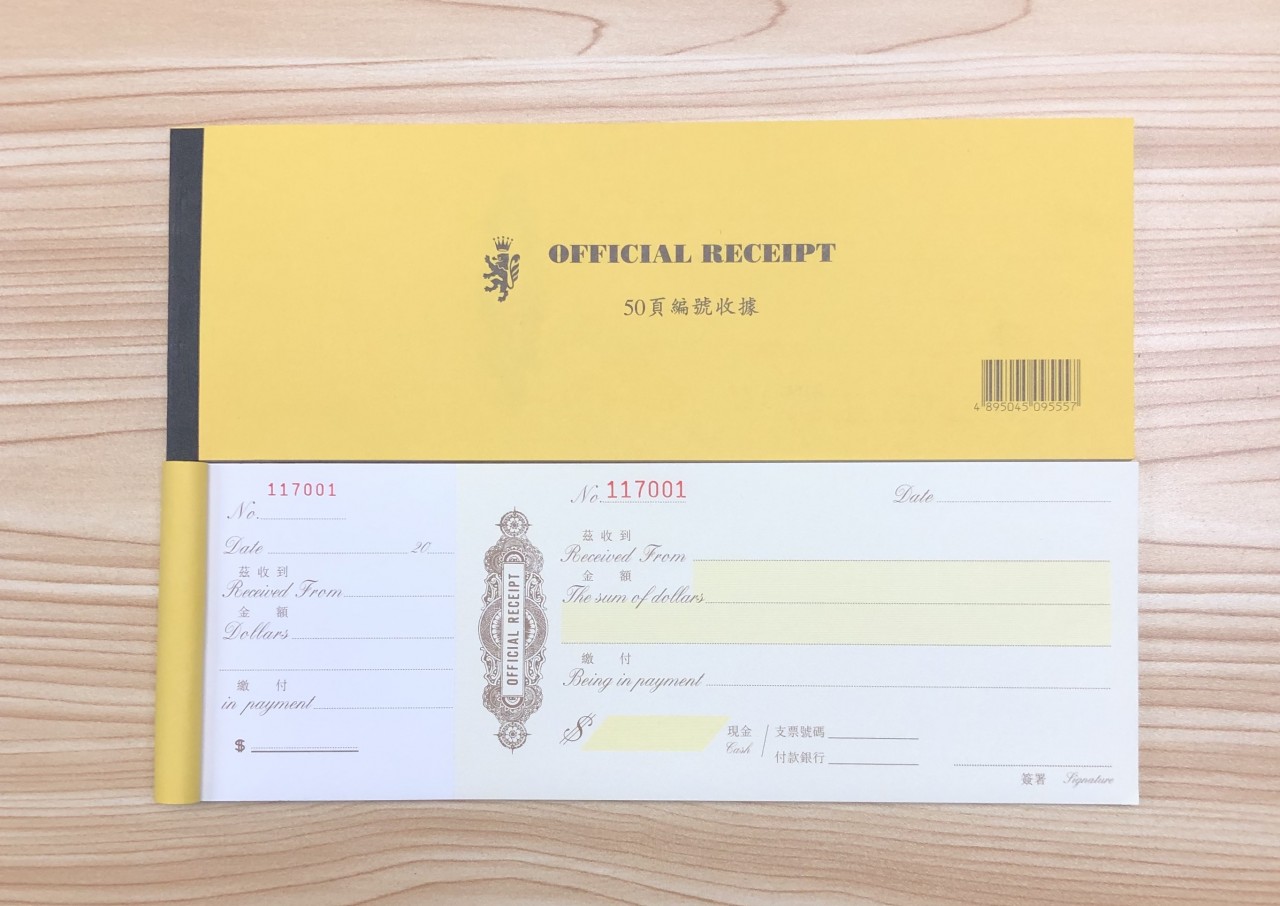 OFFICIAL RECEIPT
50頁編號收據
4 895045 095557
117001
No.
Date 20
茲收到
Received From
金 額
Dollars
繳 付
in payment
$
OFFICIAL RECEIPT
No. 117001 Date
茲收到
Received From
金 額
The sum of dollars
繳 付
Being in payment
$ 現金 支票號碼
Cash 付款銀行
簽署 Signature